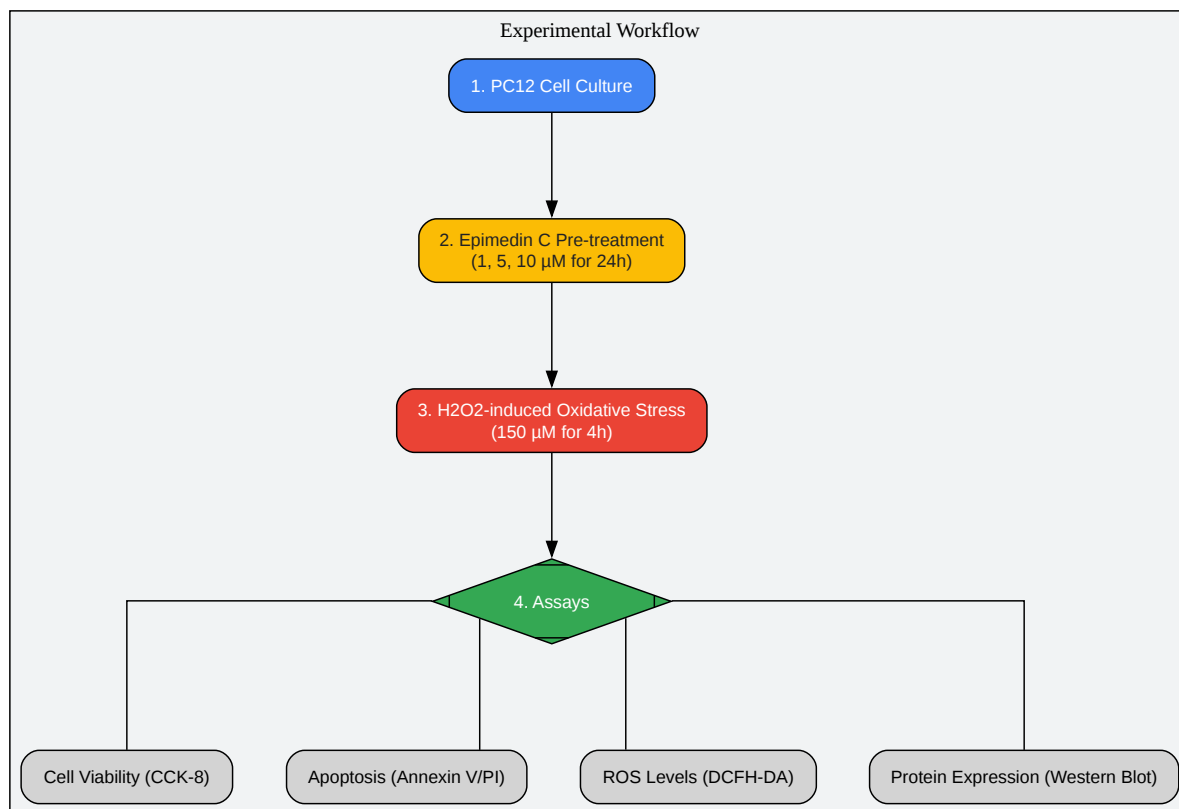 Experimental Workflow
1. PC12 Cell Culture
2. Epimedin C Pre-treatment
(1, 5, 10 µM for 24h)
3. H2O2-induced Oxidative Stress
(150 µM for 4h)
4. Assays
Cell Viability (CCK-8)
Apoptosis (Annexin V/PI)
ROS Levels (DCFH-DA)
Protein Expression (Western Blot)